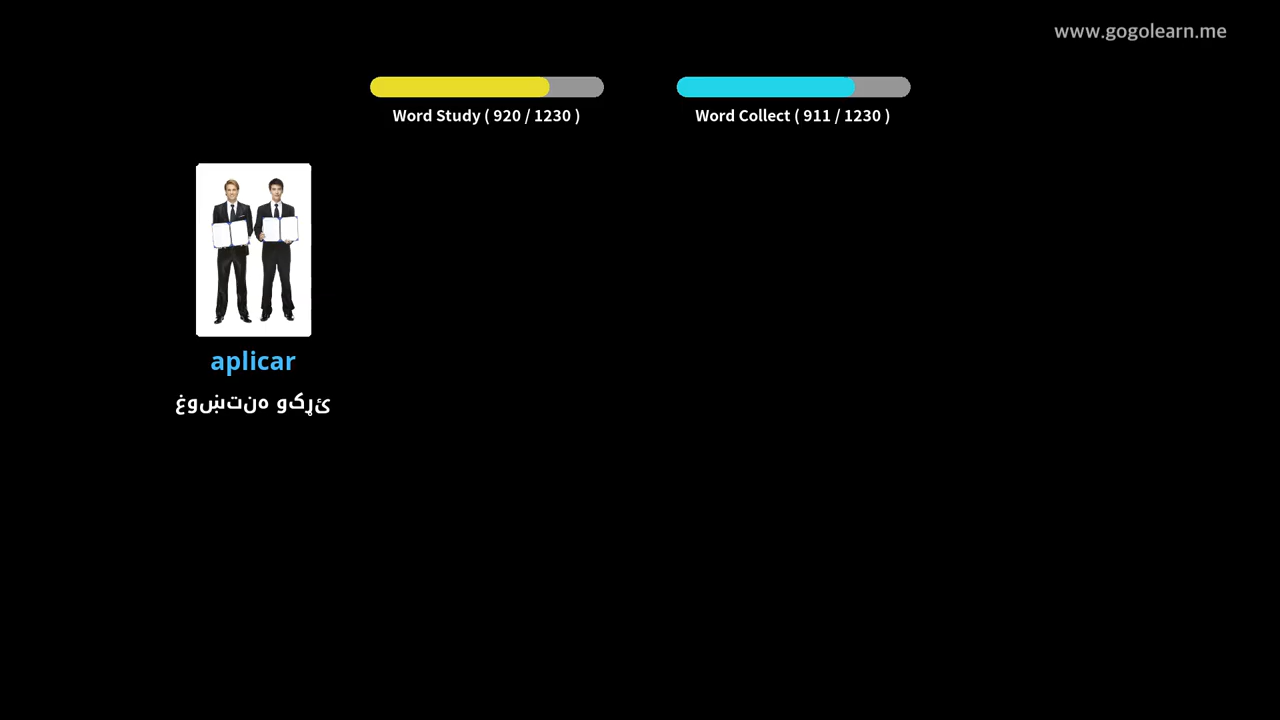 www.gogolearn.me
Word Study ( 920 / 1230 )
Word Collect ( 911 / 1230 )
aplicar
غوښتنه وکړئ